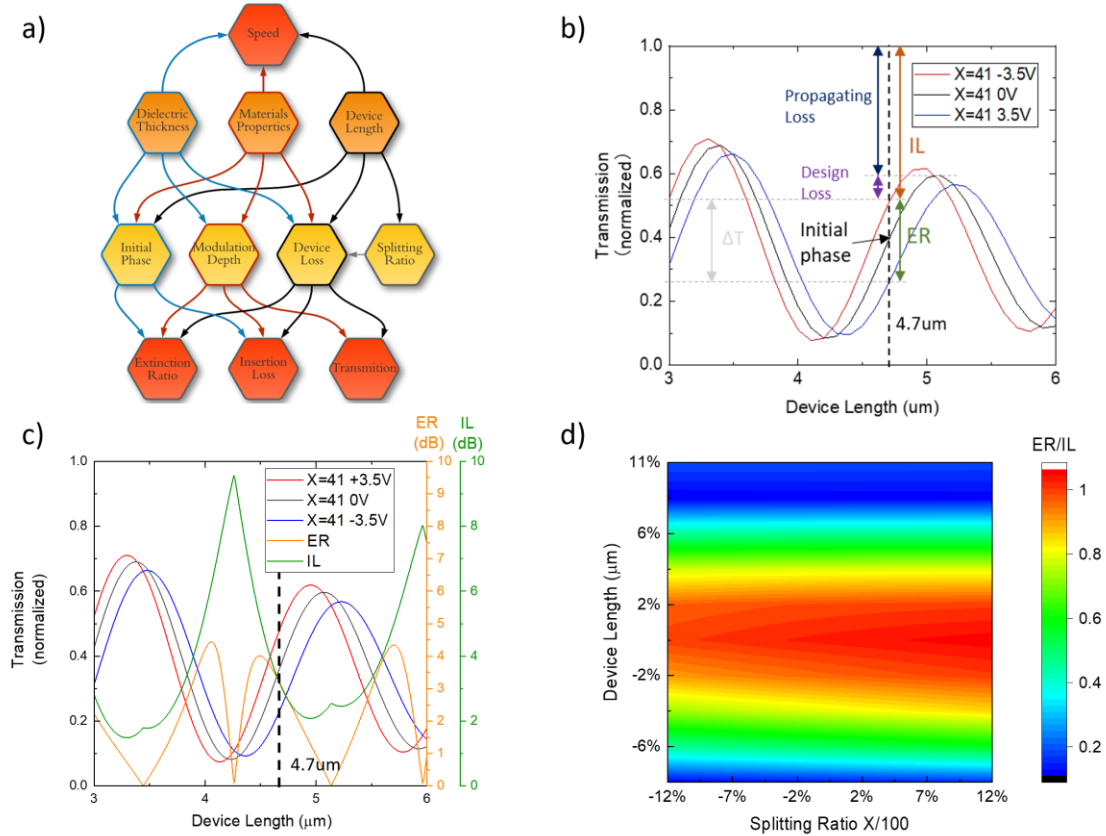 a)
Speed
Dielectric
Thickness
Materials
Properties
Device
Length
Initial
Phase
Modulation
Depth
Device
Loss
Splitting
Ratio
Extinction
Ratio
Insertion
Loss
Transmition
b)
1.0
0.8
0.6
0.4
0.2
0.0
Transmission
(normalized)
Propagating
Loss
Design
Loss
IL
ER
ΔT
Initial
phase
4.7um
X=41 -3.5V
X=41 0V
X=41 3.5V
3 4 5 6
Device Length (um)
c)
ER
(dB)
IL
(dB)
1.0
0.8
0.6
0.4
0.2
0.0
Transmission
(normalized)
X=41 +3.5V
X=41 0V
X=41 -3.5V
ER
IL
4.7um
10
9
8
7
6
5
4
3
2
1
0
10
8
6
4
2
0
3 4 5 6
Device Length (μm)
d)
ER/IL
11%
6%
2%
-2%
-6%
Device Length (μm)
-12% -7% -2% 2% 7% 12%
Splitting Ratio X/100
1
0.8
0.6
0.4
0.2